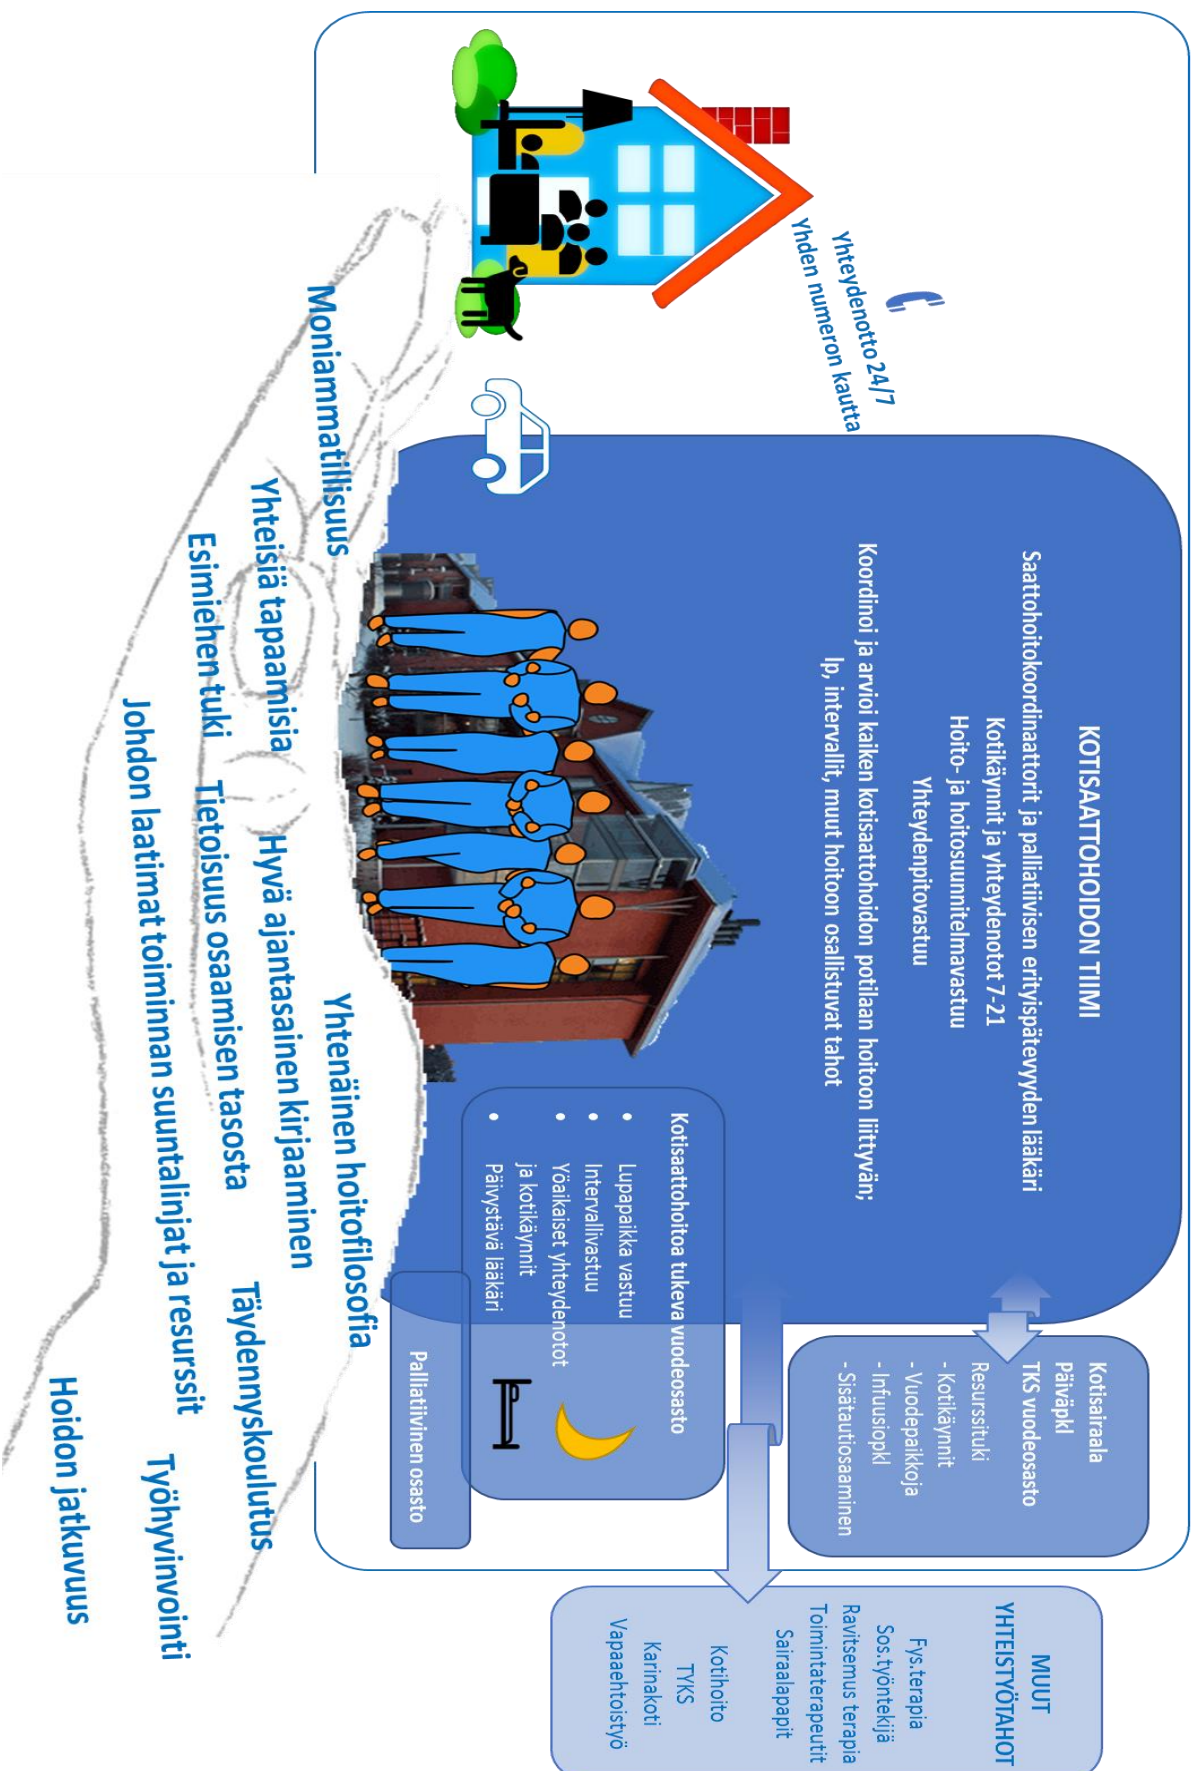 Yhteydenotto 24/7
Yhden numeron kautta
KOTISAATTOHOIDON TIIMI
Saattohoitokoordinaattorit ja palliatiivisen erityispätevyyden lääkäri
Kotikäynnit ja yhteydenotot 7-21
Hoito- ja hoitosuunnitelmavastuu
Yhteydenpitovastuu
Koordinoi ja arvioi kaiken kotisaattohoidon potilaan hoitoon liittyvän;
lp, intervallit, muut hoitoon osallistuvat tahot
Kotisairaala
Päiväpkl
TKS vuodeosasto
Resurssituki
- Kotikäynnit
- Vuodepaikkoja
- Infuusiopkl
- Sisätautiosaaminen
MUUT
YHTEISTYÖTAHOT
Fys.terapia
Sos.työntekijä
Ravitsemus terapia
Toimintaterapeutit
Sairaalapapit
Kotihoito
TYKS
Karinakoti
Vapaaehtoistyö
Kotisaattohoitoa tukeva vuodeosasto
• Lupapaikka vastuu
• Intervallivastuu
• Yöaikaiset yhteydenotot
ja kotikäynnit
• Päivystävä lääkäri
Palliatiivinen osasto
Moniammatillisuus
Yhtenäinen hoitofilosofia
Yhteisiä tapaamisia
Hyvä ajantasainen kirjaaminen
Täydennyskoulutus
Esimiehen tuki
Tietoisuus osaamisen tasosta
Johdon laatimat toiminnan suuntalinjat ja resurssit
Työhyvinvointi
Hoidon jatkuvuus